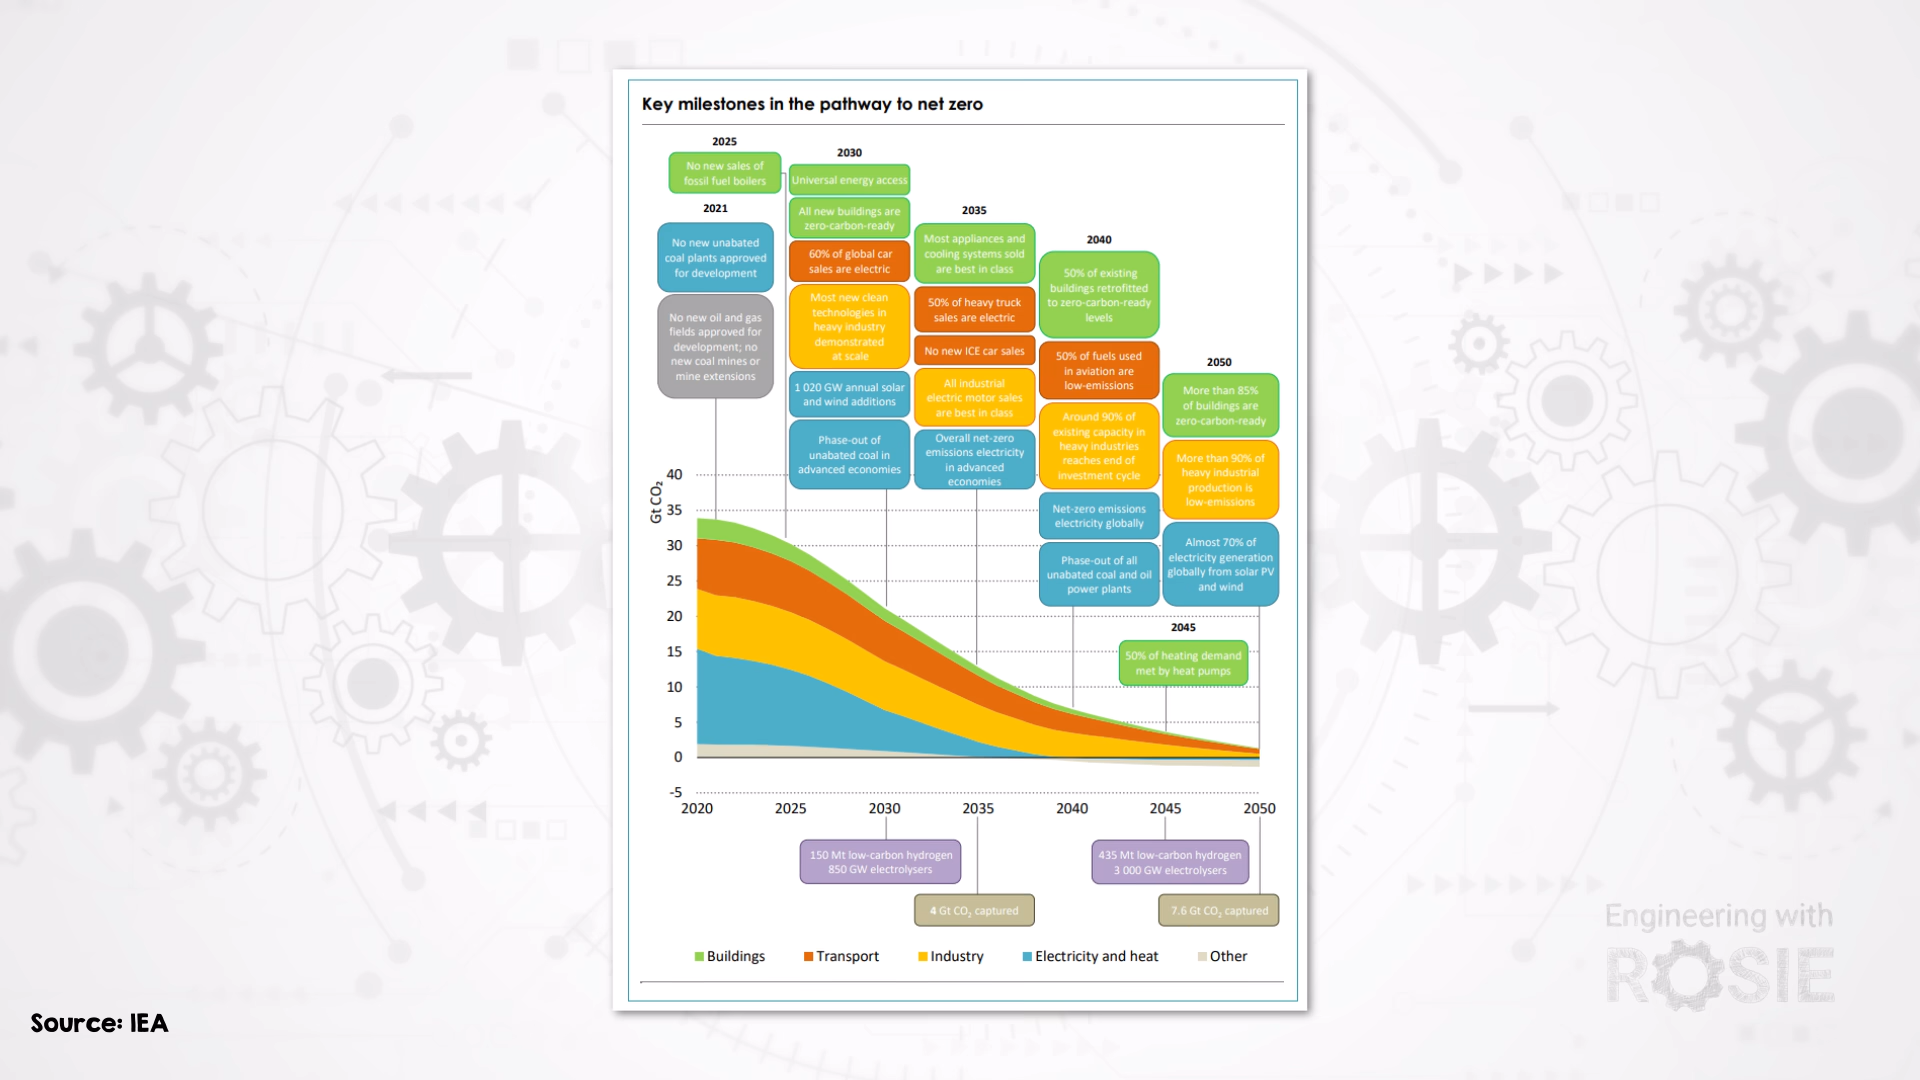 Key milestones in the pathway to net zero
2025
No new sales of
fossil fuel boilers
2021
No new unabated
coal plants approved
for development
No new oil and gas
fields approved for
development; no
new coal mines or
mine extensions
2030
Universal energy access
All new buildings are
zero-carbon-ready
60% of global car
sales are electric
Most new clean
technologies in
heavy industry
demonstrated
at scale
1 020 GW annual solar
and wind additions
Phase-out of
unabated coal in
advanced economies
2035
Most appliances and
cooling systems sold
are best in class
50% of heavy truck
sales are electric
No new ICE car sales
All industrial
electric motor sales
are best in class
Overall net-zero
emissions electricity
in advanced
economies
2040
50% of existing
buildings retrofitted
to zero-carbon-ready
levels
50% of fuels used
in aviation are
low-emissions
Around 90% of
existing capacity in
heavy industries
reaches end of
investment cycle
Net-zero emissions
electricity globally
Phase-out of all
unabated coal and oil
power plants
2050
More than 85%
of buildings are
zero-carbon-ready
More than 90% of
heavy industrial
production is
low-emissions
Almost 70% of
electricity generation
globally from solar PV
and wind
2045
50% of heating demand
met by heat pumps
Gt CO₂
40
35
30
25
20
15
10
5
0
-5
2020 2025 2030 2035 2040 2045 2050
150 Mt low-carbon hydrogen
850 GW electrolysers
435 Mt low-carbon hydrogen
3 000 GW electrolysers
4 Gt CO₂ captured
7.6 Gt CO₂ captured
Buildings Transport Industry Electricity and heat Other
Engineering with
ROSIE
Source: IEA